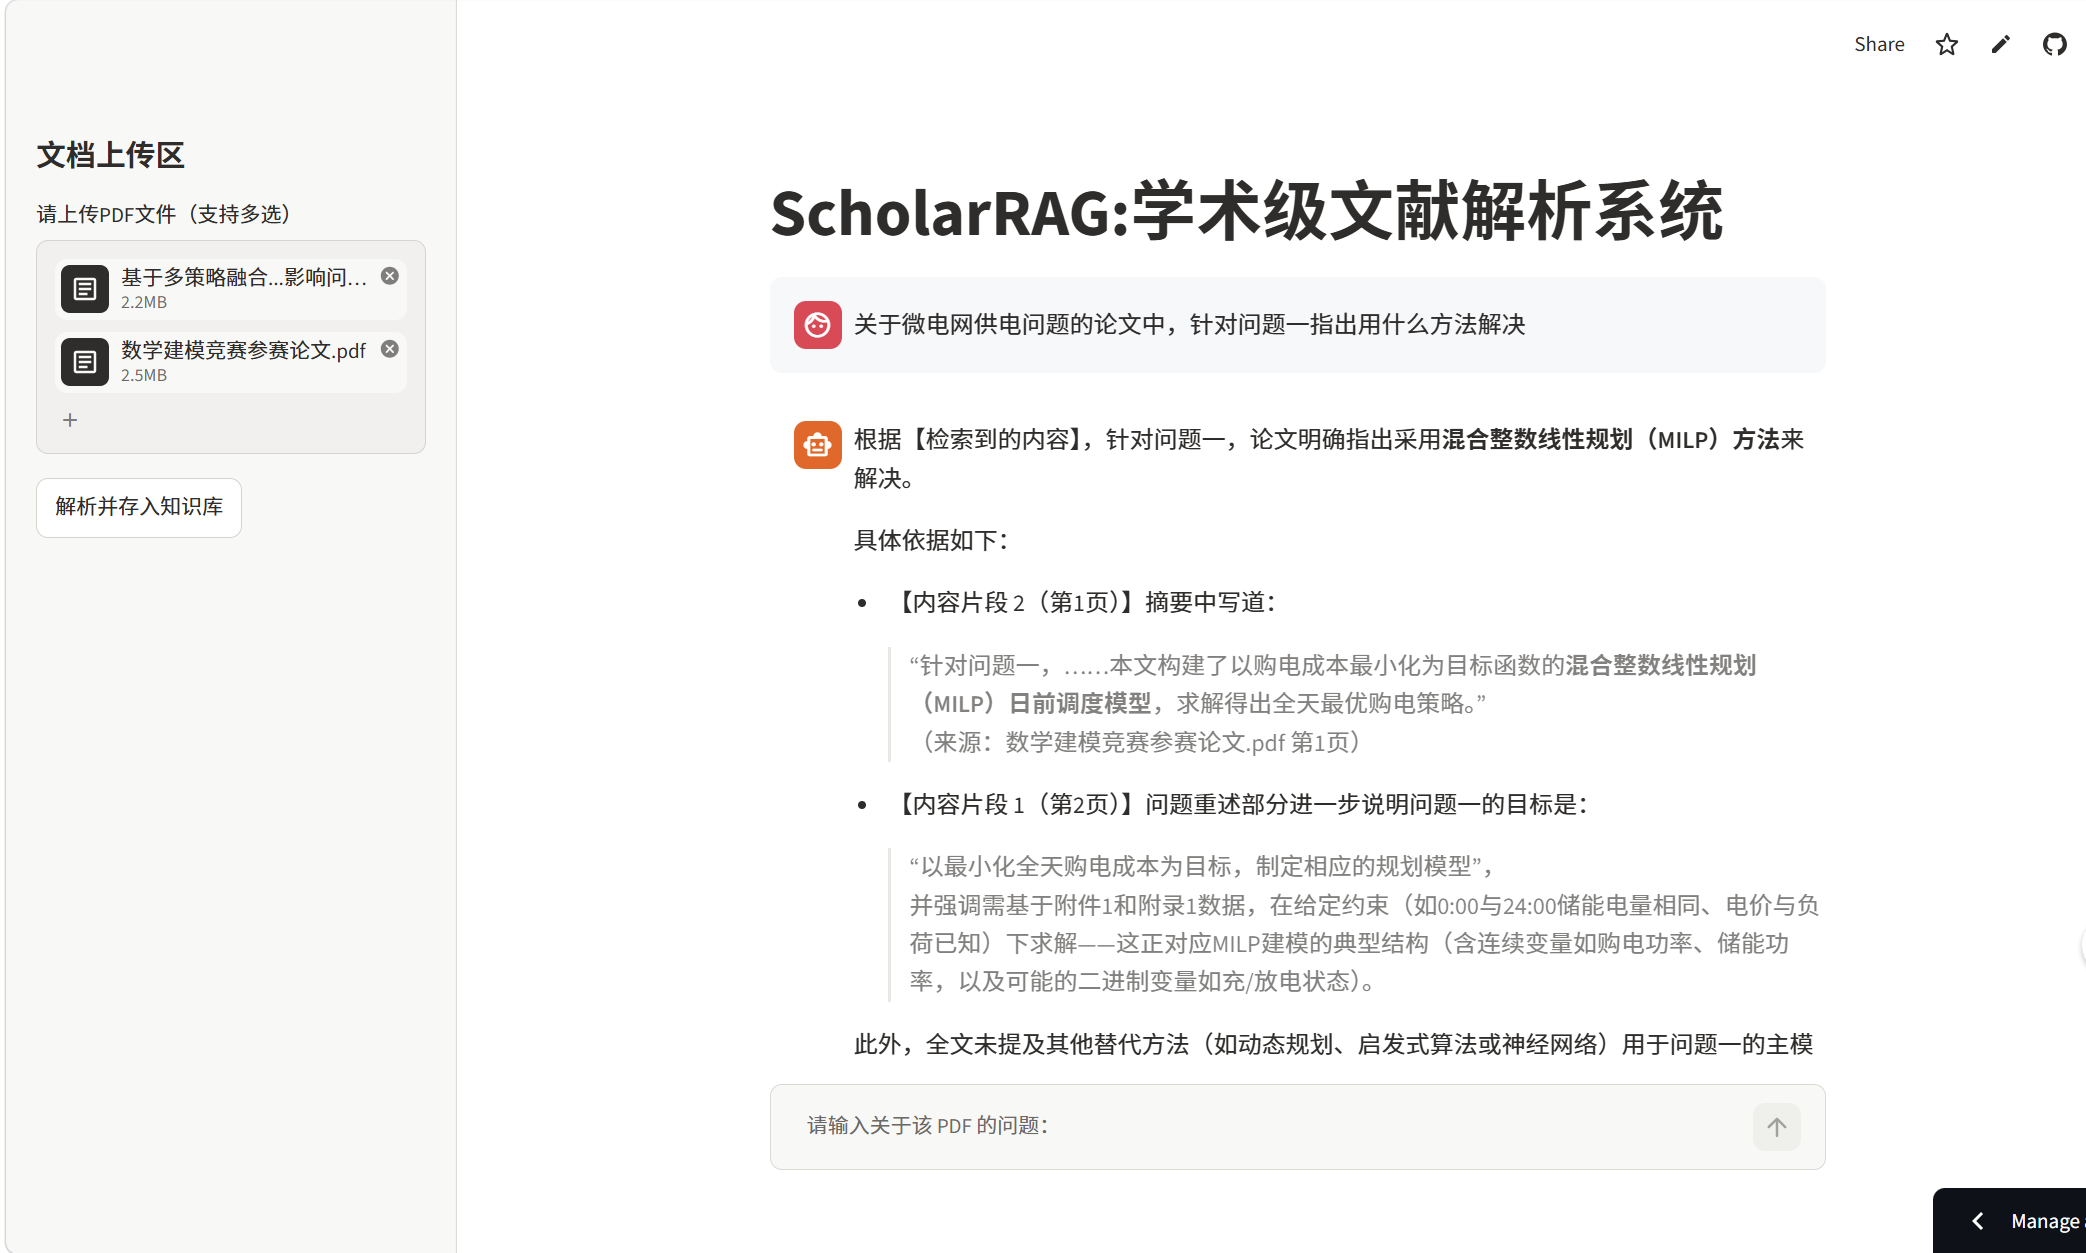 Share
文档上传区
请上传PDF文件（支持多选）
基于多策略融合...影响问...
2.2MB
数学建模竞赛参赛论文.pdf
2.5MB
解析并存入知识库
ScholarRAG:学术级文献解析系统
关于微电网供电问题的论文中，针对问题一指出用什么方法解决
根据【检索到的内容】，针对问题一，论文明确指出采用混合整数线性规划（MILP）方法来
解决。
具体依据如下：
• 【内容片段 2（第1页）】摘要中写道：
“针对问题一，……本文构建了以购电成本最小化为目标函数的混合整数线性规划
（MILP）日前调度模型，求解得出全天最优购电策略。”
（来源：数学建模竞赛参赛论文.pdf 第1页）
• 【内容片段 1（第2页）】问题重述部分进一步说明问题一的目标是：
“以最小化全天购电成本为目标，制定相应的规划模型”，
并强调需基于附件1和附录1数据，在给定约束（如0:00与24:00储能电量相同、电价与负
荷已知）下求解——这正对应MILP建模的典型结构（含连续变量如购电功率、储能功
率，以及可能的二进制变量如充/放电状态）。
此外，全文未提及其他替代方法（如动态规划、启发式算法或神经网络）用于问题一的主模
请输入关于该 PDF 的问题：
Manage